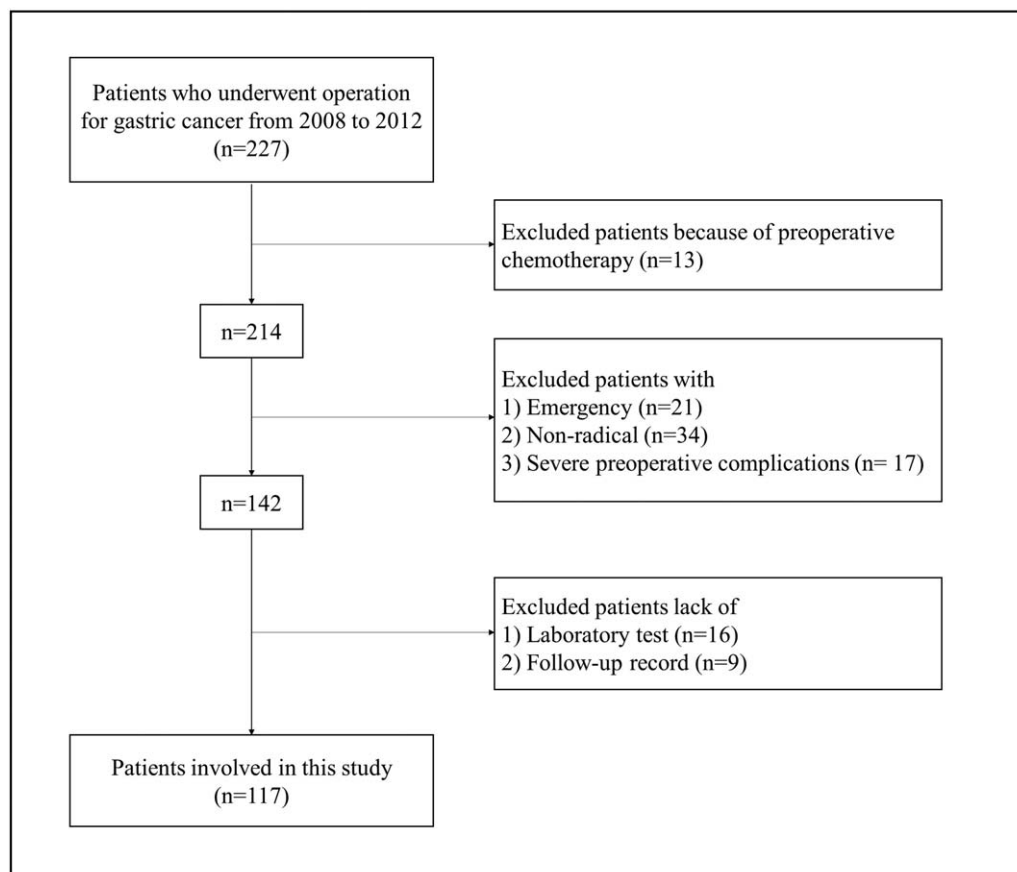 Patients who underwent operation
for gastric cancer from 2008 to 2012
(n=227)
Excluded patients because of preoperative
chemotherapy (n=13)
n=214
Excluded patients with
1) Emergency (n=21)
2) Non-radical (n=34)
3) Severe preoperative complications (n= 17)
n=142
Excluded patients lack of
1) Laboratory test (n=16)
2) Follow-up record (n=9)
Patients involved in this study
(n=117)